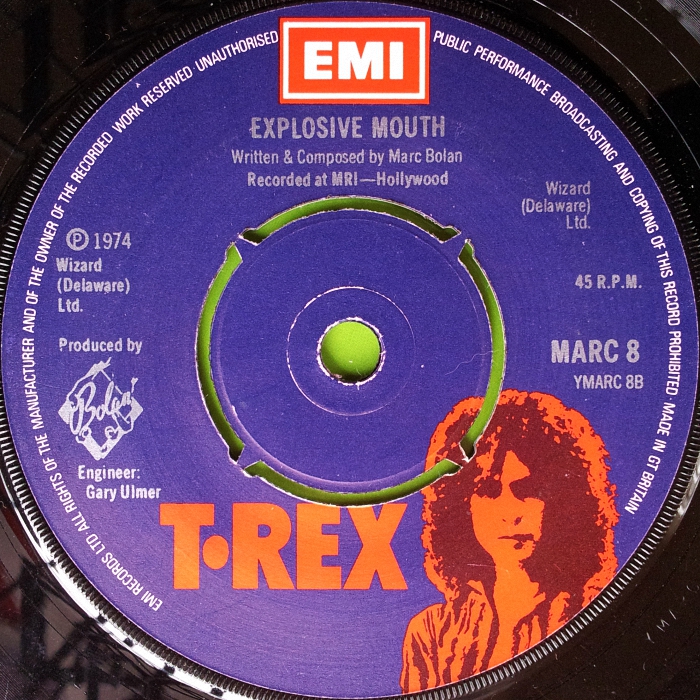 EMI
EXPLOSIVE MOUTH
Written & Composed by Marc Bolan
Recorded at MRI—Hollywood
Wizard
(Delaware)
Ltd.
℗ 1974
Wizard
(Delaware)
Ltd.
45 R.P.M.
Produced by
Bolan
MARC 8
YMARC 8B
Engineer:
Gary Ulmer
T·REX
EMI RECORDS LTD ALL RIGHTS OF THE MANUFACTURER AND OF THE OWNER OF THE RECORDED WORK RESERVED · UNAUTHORISED PUBLIC PERFORMANCE BROADCASTING AND COPYING OF THIS RECORD PROHIBITED · MADE IN GT BRITAIN